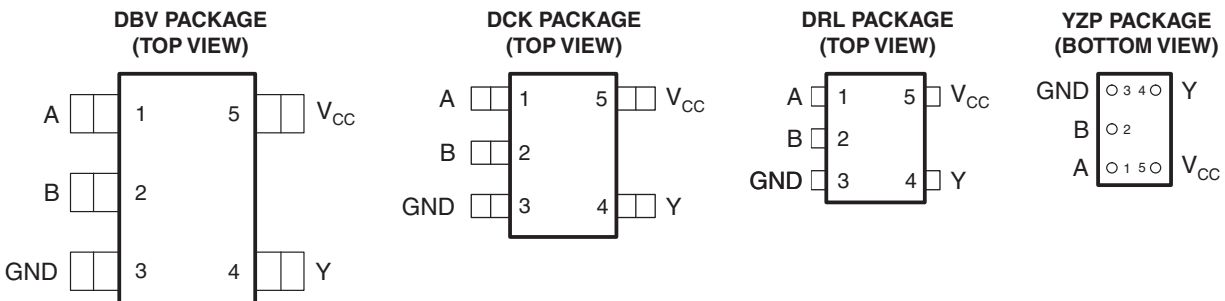 DBV PACKAGE
(TOP VIEW)
A 1 5 VCC
B 2
GND 3 4 Y
DCK PACKAGE
(TOP VIEW)
A 1 5 VCC
B 2
GND 3 4 Y
DRL PACKAGE
(TOP VIEW)
A 1 5 VCC
B 2
GND 3 4 Y
YZP PACKAGE
(BOTTOM VIEW)
GND 3 4 Y
B 2
A 1 5 VCC